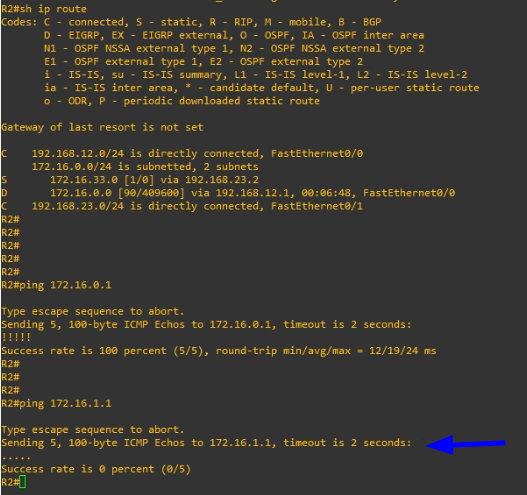 R2#sh ip route
Codes: C - connected, S - static, R - RIP, M - mobile, B - BGP
D - EIGRP, EX - EIGRP external, O - OSPF, IA - OSPF inter area
N1 - OSPF NSSA external type 1, N2 - OSPF NSSA external type 2
E1 - OSPF external type 1, E2 - OSPF external type 2
i - IS-IS, su - IS-IS summary, L1 - IS-IS level-1, L2 - IS-IS level-2
ia - IS-IS inter area, * - candidate default, U - per-user static route
o - ODR, P - periodic downloaded static route
Gateway of last resort is not set
C 192.168.12.0/24 is directly connected, FastEthernet0/0
172.16.0.0/24 is subnetted, 2 subnets
S 172.16.33.0 [1/0] via 192.168.23.2
D 172.16.0.0 [90/409600] via 192.168.12.1, 00:06:48, FastEthernet0/0
C 192.168.23.0/24 is directly connected, FastEthernet0/1
R2#
R2#
R2#
R2#
R2#
R2#ping 172.16.0.1
Type escape sequence to abort.
Sending 5, 100-byte ICMP Echos to 172.16.0.1, timeout is 2 seconds:
!!!!!
Success rate is 100 percent (5/5), round-trip min/avg/max = 12/19/24 ms
R2#
R2#
R2#
R2#ping 172.16.1.1
Type escape sequence to abort.
Sending 5, 100-byte ICMP Echos to 172.16.1.1, timeout is 2 seconds:
.....
Success rate is 0 percent (0/5)
R2#